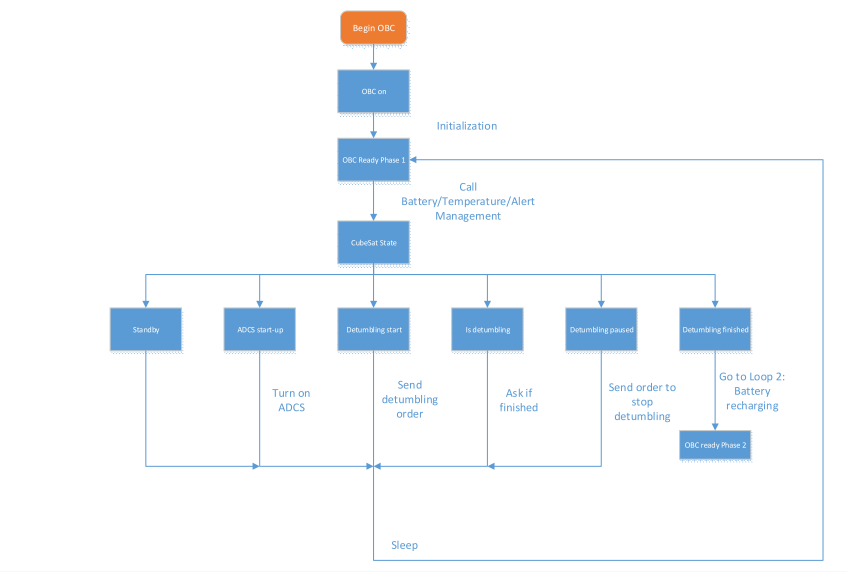 Begin OBC
OBC on
Initialization
OBC Ready Phase 1
Call
Battery/Temperature/Alert
Management
CubeSat State
Standby
ADCS start-up
Detumbling start
Is detumbling
Detumbling paused
Detumbling finished
Turn on
ADCS
Send
detumbling
order
Ask if
finished
Send order to
stop
detumbling
Go to Loop 2:
Battery
recharging
OBC ready Phase 2
Sleep